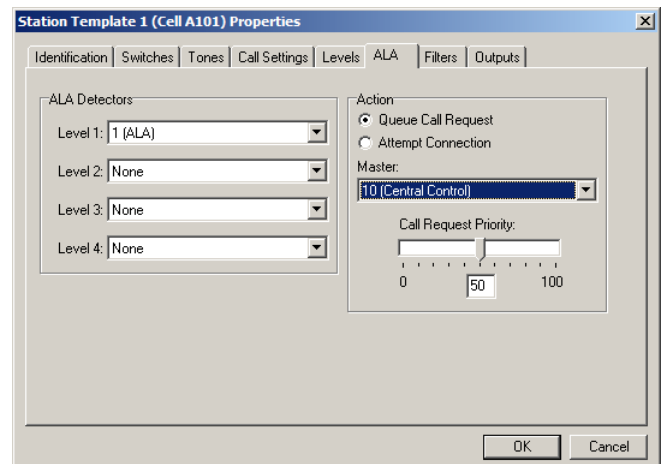 Station Template 1 (Cell A101) Properties
Identification Switches Tones Call Settings Levels ALA Filters Outputs
ALA Detectors
Level 1: 1 (ALA)
Level 2: None
Level 3: None
Level 4: None
Action
Queue Call Request
Attempt Connection
Master:
10 (Central Control)
Call Request Priority:
0 50 100
OK Cancel